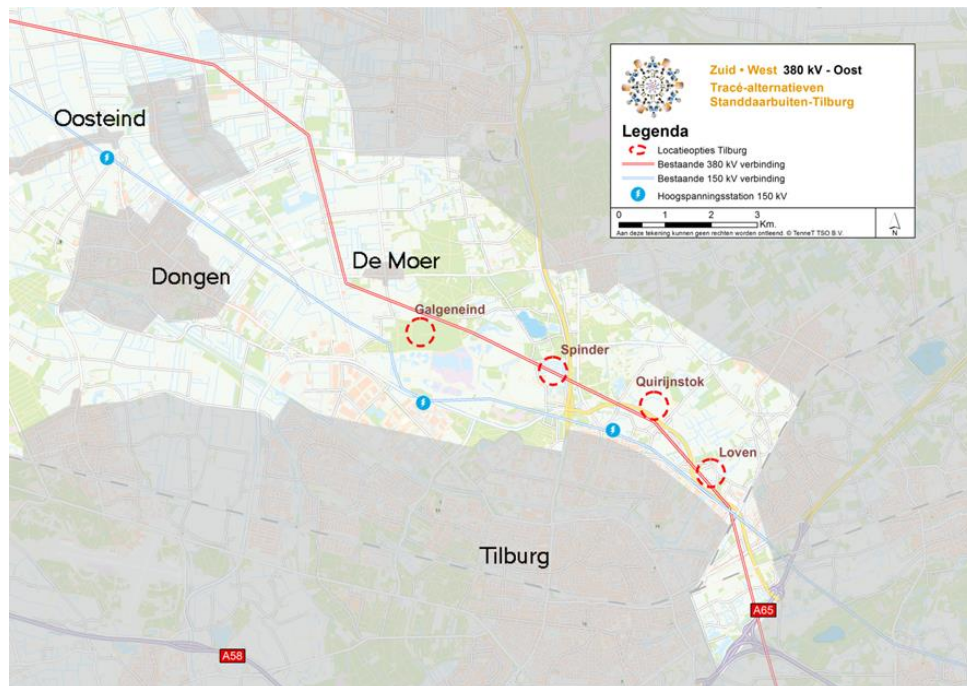 Zuid • West 380 kV - Oost
Tracé-alternatieven
Standdaarbuiten-Tilburg
Legenda
Locatieopties Tilburg
Bestaande 380 kV verbinding
Bestaande 150 kV verbinding
Hoogspanningsstation 150 kV
0 1 2 3
Km.
Aan deze tekening kunnen geen rechten worden ontleend. © TenneT TSO B.V.
N
Oosteind
Dongen
De Moer
Galgeneind
Spinder
Quirijnstok
Loven
Tilburg
A65
A58